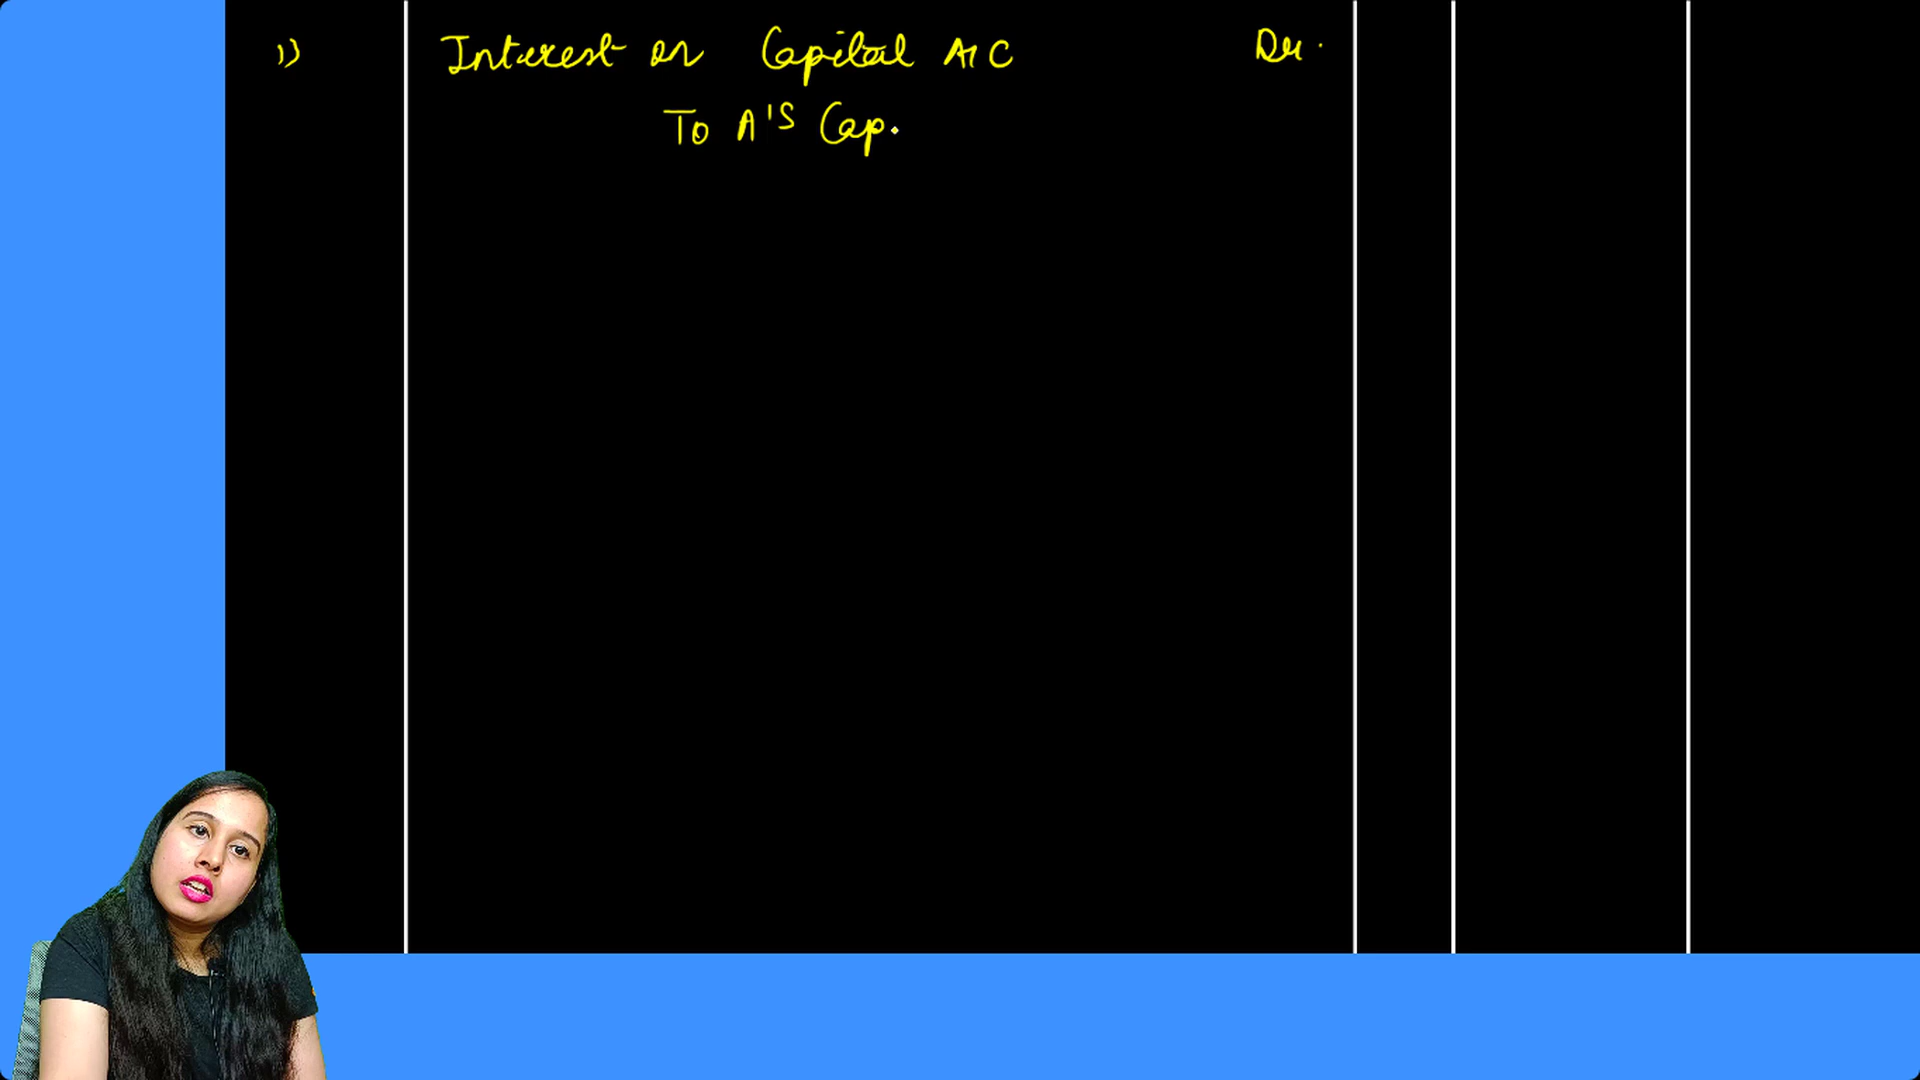 1) Interest on Capital A/C Dr.
To A's Cap.